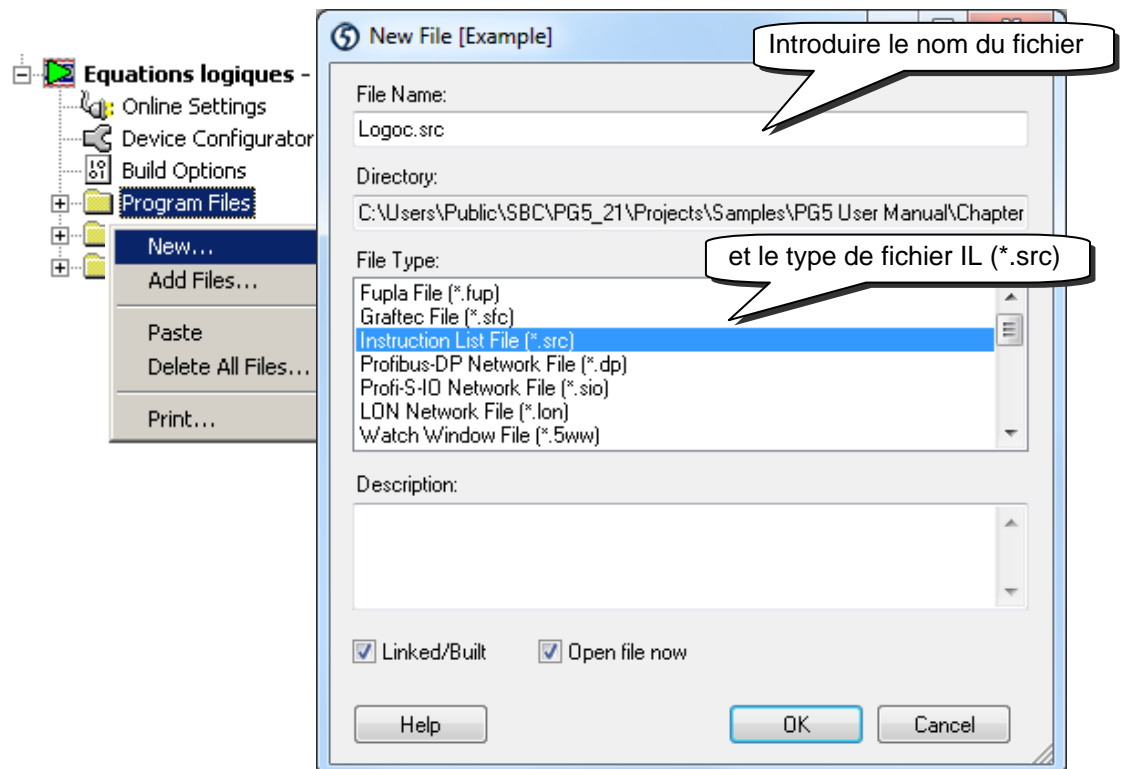 Equations logiques -
Online Settings
Device Configurator
Build Options
Program Files
New...
Add Files...
Paste
Delete All Files...
Print...
New File [Example]
Introduire le nom du fichier
File Name:
Logoc.src
Directory:
C:\Users\Public\SBC\PG5_21\Projects\Samples\PG5 User Manual\Chapter
et le type de fichier IL (*.src)
File Type:
Fupla File (*.fup)
Graftec File (*.sfc)
Instruction List File (*.src)
Profibus-DP Network File (*.dp)
Profi-S-IO Network File (*.sio)
LON Network File (*.lon)
Watch Window File (*.5ww)
Description:
Linked/Built
Open file now
Help
OK
Cancel